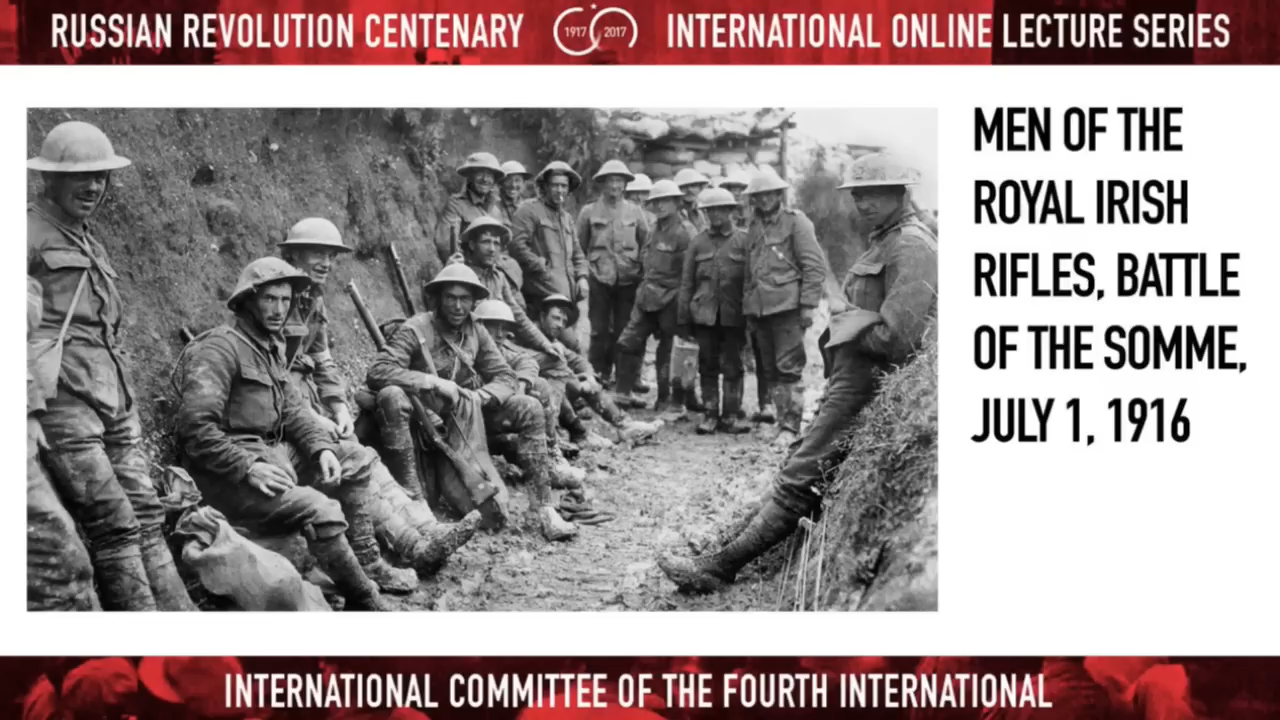 RUSSIAN REVOLUTION CENTENARY 1917 2017 INTERNATIONAL ONLINE LECTURE SERIES
MEN OF THE
ROYAL IRISH
RIFLES, BATTLE
OF THE SOMME,
JULY 1, 1916
INTERNATIONAL COMMITTEE OF THE FOURTH INTERNATIONAL